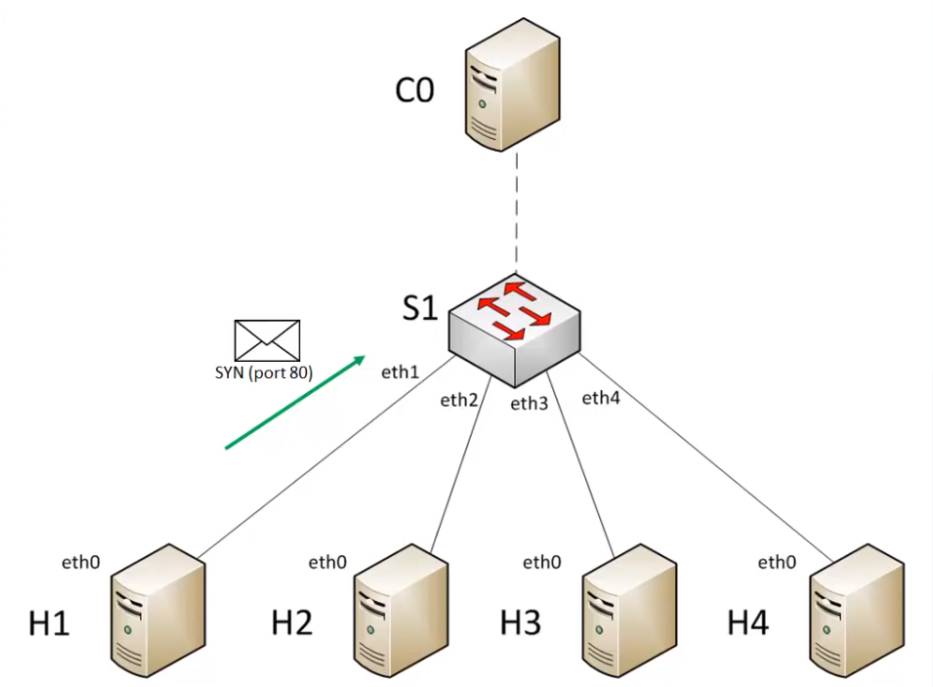 C0
S1
SYN (port 80)
eth1
eth2
eth3
eth4
eth0
eth0
eth0
eth0
H1
H2
H3
H4